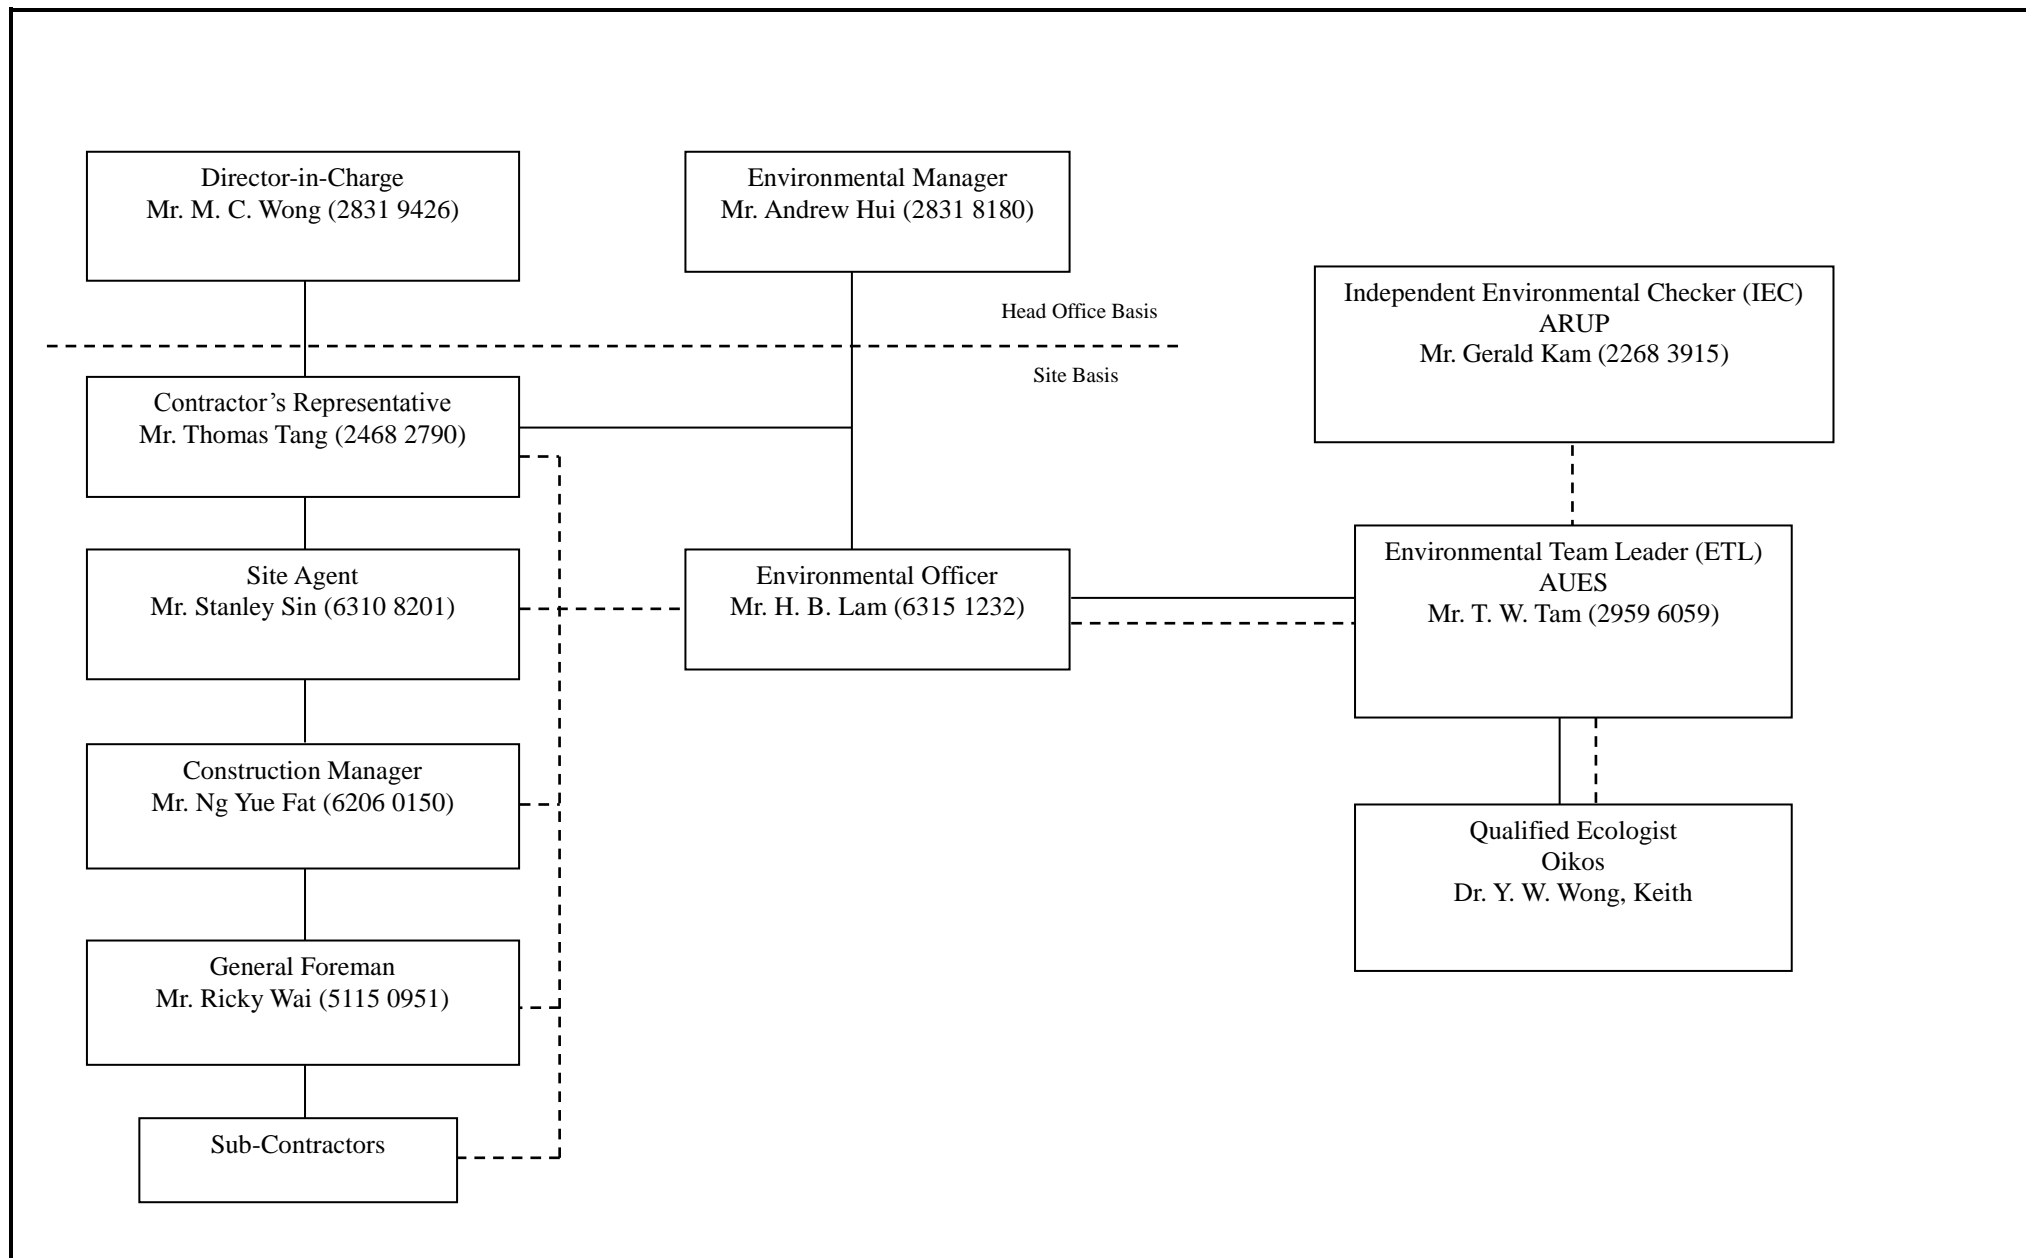 Director-in-Charge
Mr. M. C. Wong (2831 9426)
Environmental Manager
Mr. Andrew Hui (2831 8180)
Independent Environmental Checker (IEC)
ARUP
Mr. Gerald Kam (2268 3915)
Head Office Basis
Site Basis
Contractor’s Representative
Mr. Thomas Tang (2468 2790)
Site Agent
Mr. Stanley Sin (6310 8201)
Environmental Officer
Mr. H. B. Lam (6315 1232)
Environmental Team Leader (ETL)
AUES
Mr. T. W. Tam (2959 6059)
Construction Manager
Mr. Ng Yue Fat (6206 0150)
Qualified Ecologist
Oikos
Dr. Y. W. Wong, Keith
General Foreman
Mr. Ricky Wai (5115 0951)
Sub-Contractors